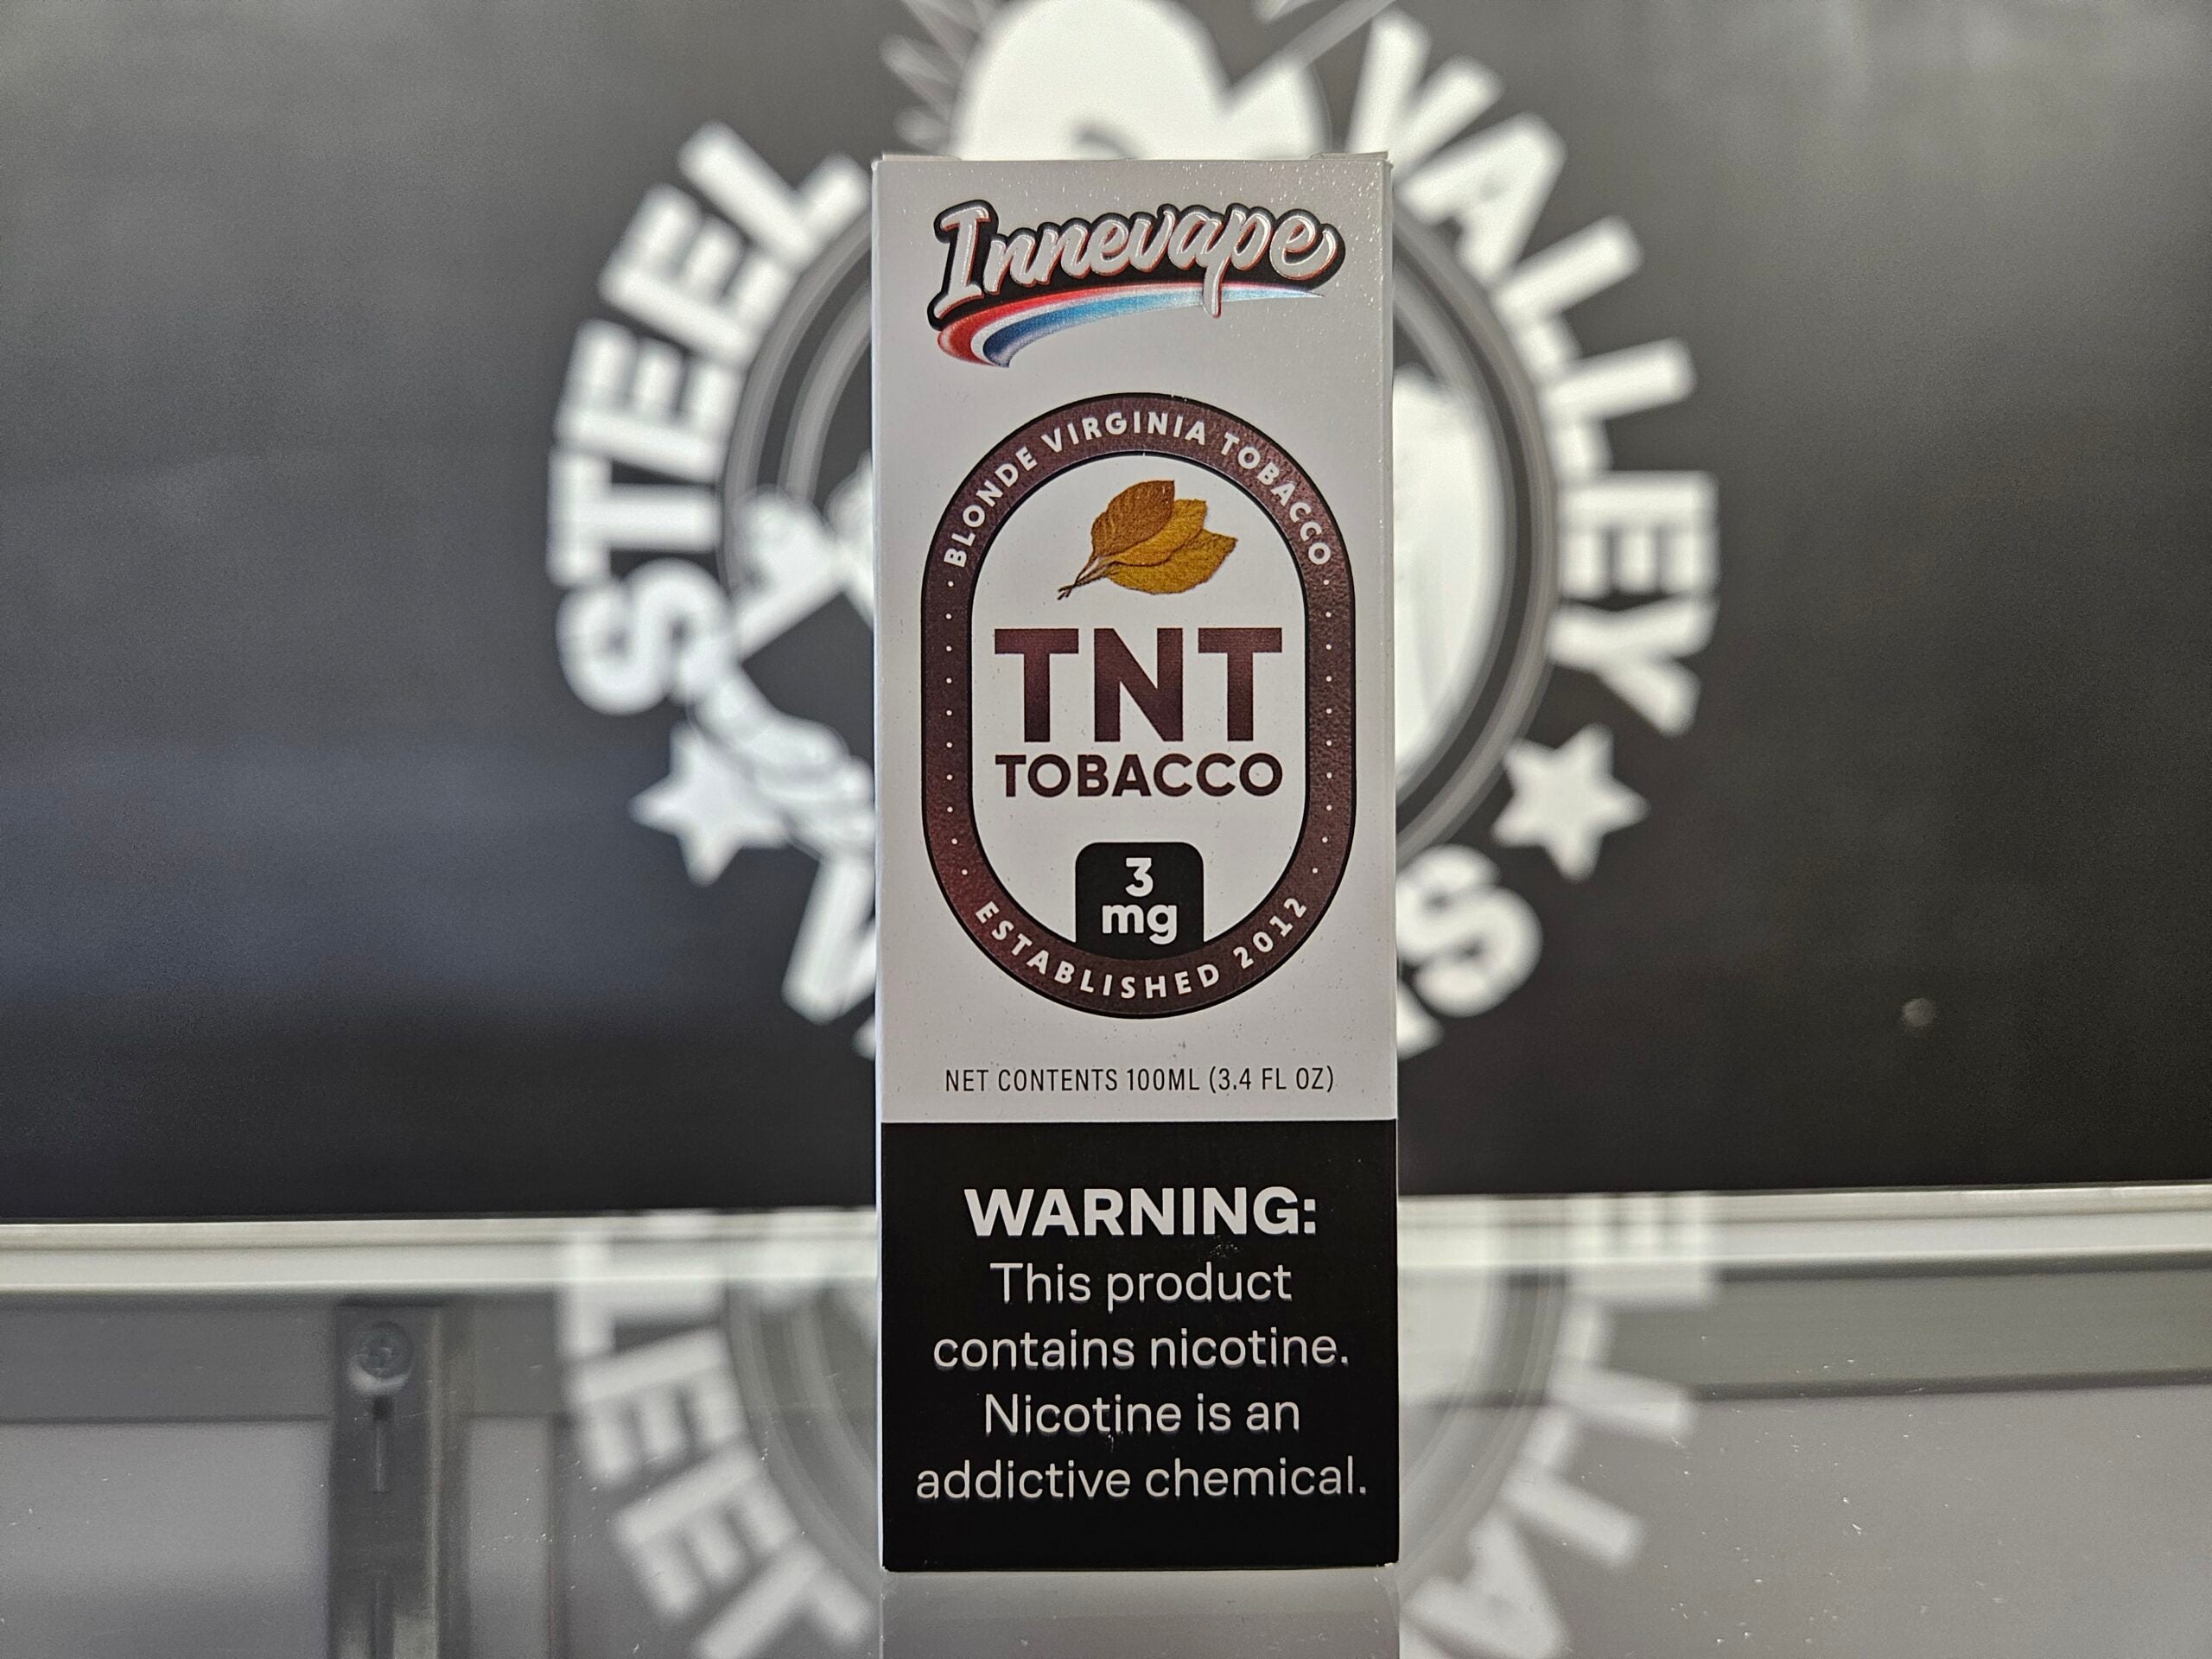 STEEL VALLEY
Innevape
BLONDE VIRGINIA TOBACCO
TNT
TOBACCO
3
mg
ESTABLISHED 2012
NET CONTENTS 100ML (3.4 FL OZ)
WARNING:
This product
contains nicotine.
Nicotine is an
addictive chemical.